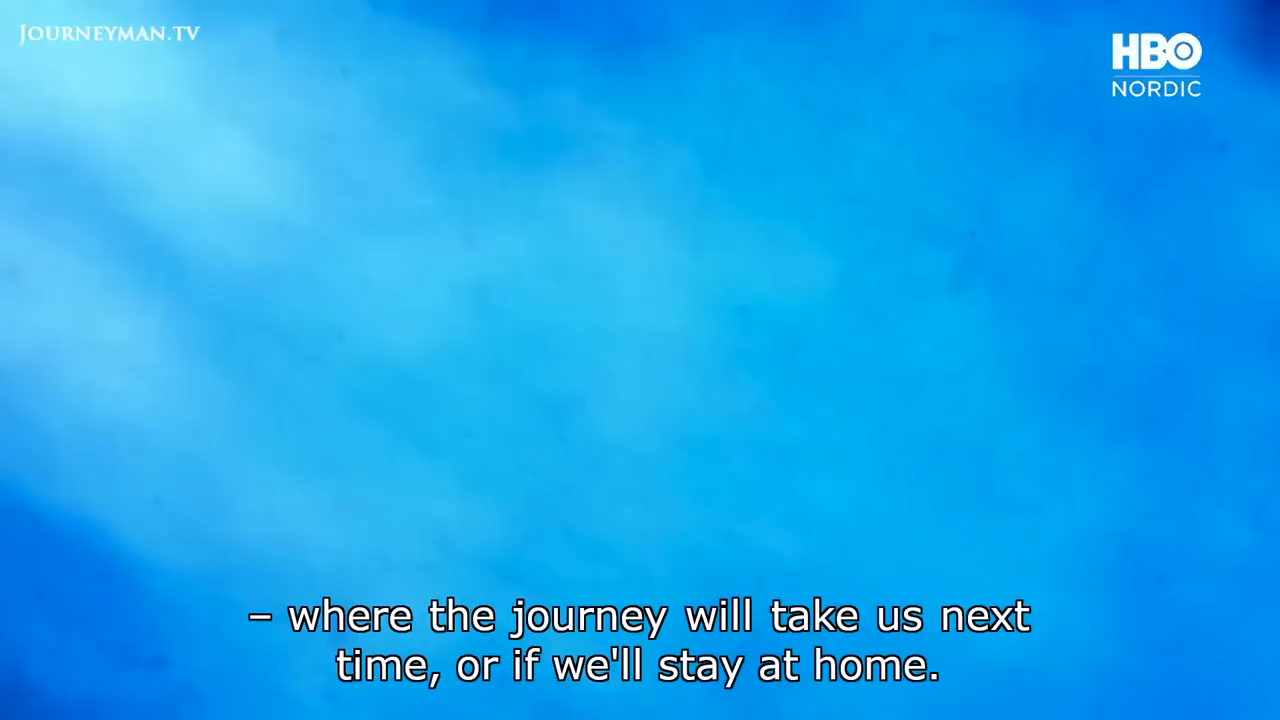 JOURNEYMAN.TV
HBO
NORDIC
– where the journey will take us next
time, or if we'll stay at home.